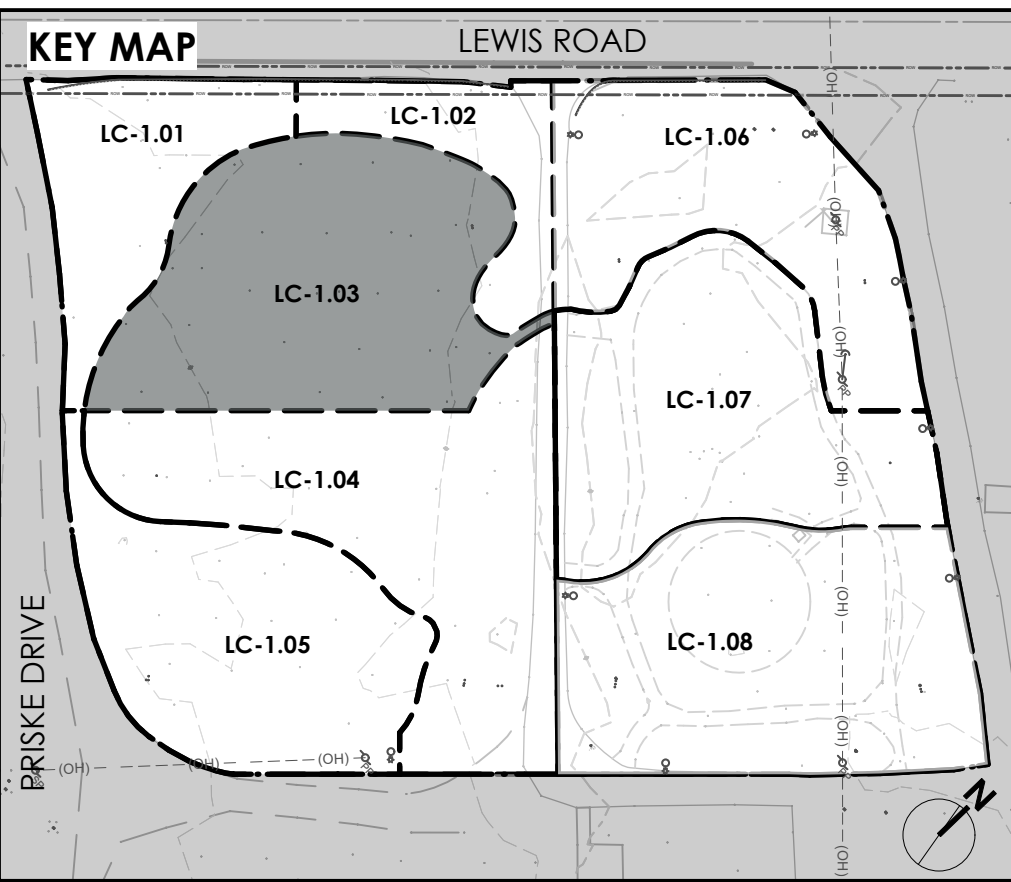 KEY MAP
LEWIS ROAD
LC-1.01
LC-1.02
LC-1.06
(OH)
(OH)
LC-1.03
(OH)
LC-1.07
LC-1.04
(OH)
PRISKE DRIVE
LC-1.05
LC-1.08
(OH)
(OH)
(OH)
(OH)
(OH)
(OH)
N